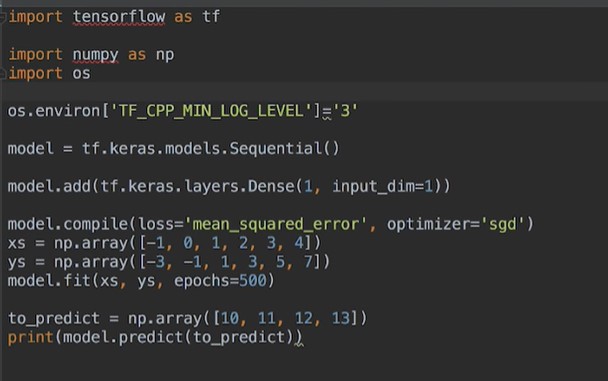 import tensorflow as tf
import numpy as np
import os
os.environ['TF_CPP_MIN_LOG_LEVEL']='3'
model = tf.keras.models.Sequential()
model.add(tf.keras.layers.Dense(1, input_dim=1))
model.compile(loss='mean_squared_error', optimizer='sgd')
xs = np.array([-1, 0, 1, 2, 3, 4])
ys = np.array([-3, -1, 1, 3, 5, 7])
model.fit(xs, ys, epochs=500)
to_predict = np.array([10, 11, 12, 13])
print(model.predict(to_predict))